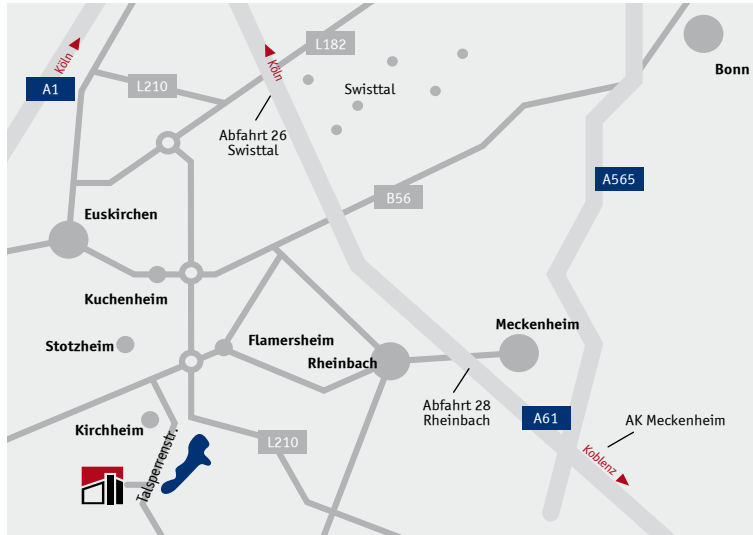 L182
Köln
Köln
Bonn
A1
L210
Swisttal
Abfahrt 26
Swisttal
A565
B56
Euskirchen
Kuchenheim
Stotzheim
Flamersheim
Meckenheim
Rheinbach
Abfahrt 28
Rheinbach
A61
AK Meckenheim
Kirchheim
L210
Talsperrenstr.
Koblenz